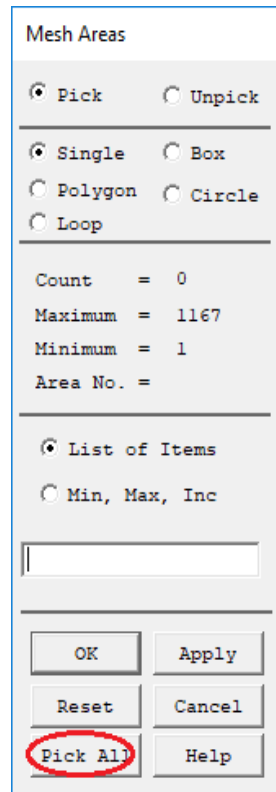 Mesh Areas
Pick Unpick
Single Box
Polygon Circle
Loop
Count = 0
Maximum = 1167
Minimum = 1
Area No. =
List of Items
Min, Max, Inc
OK Apply
Reset Cancel
Pick All Help